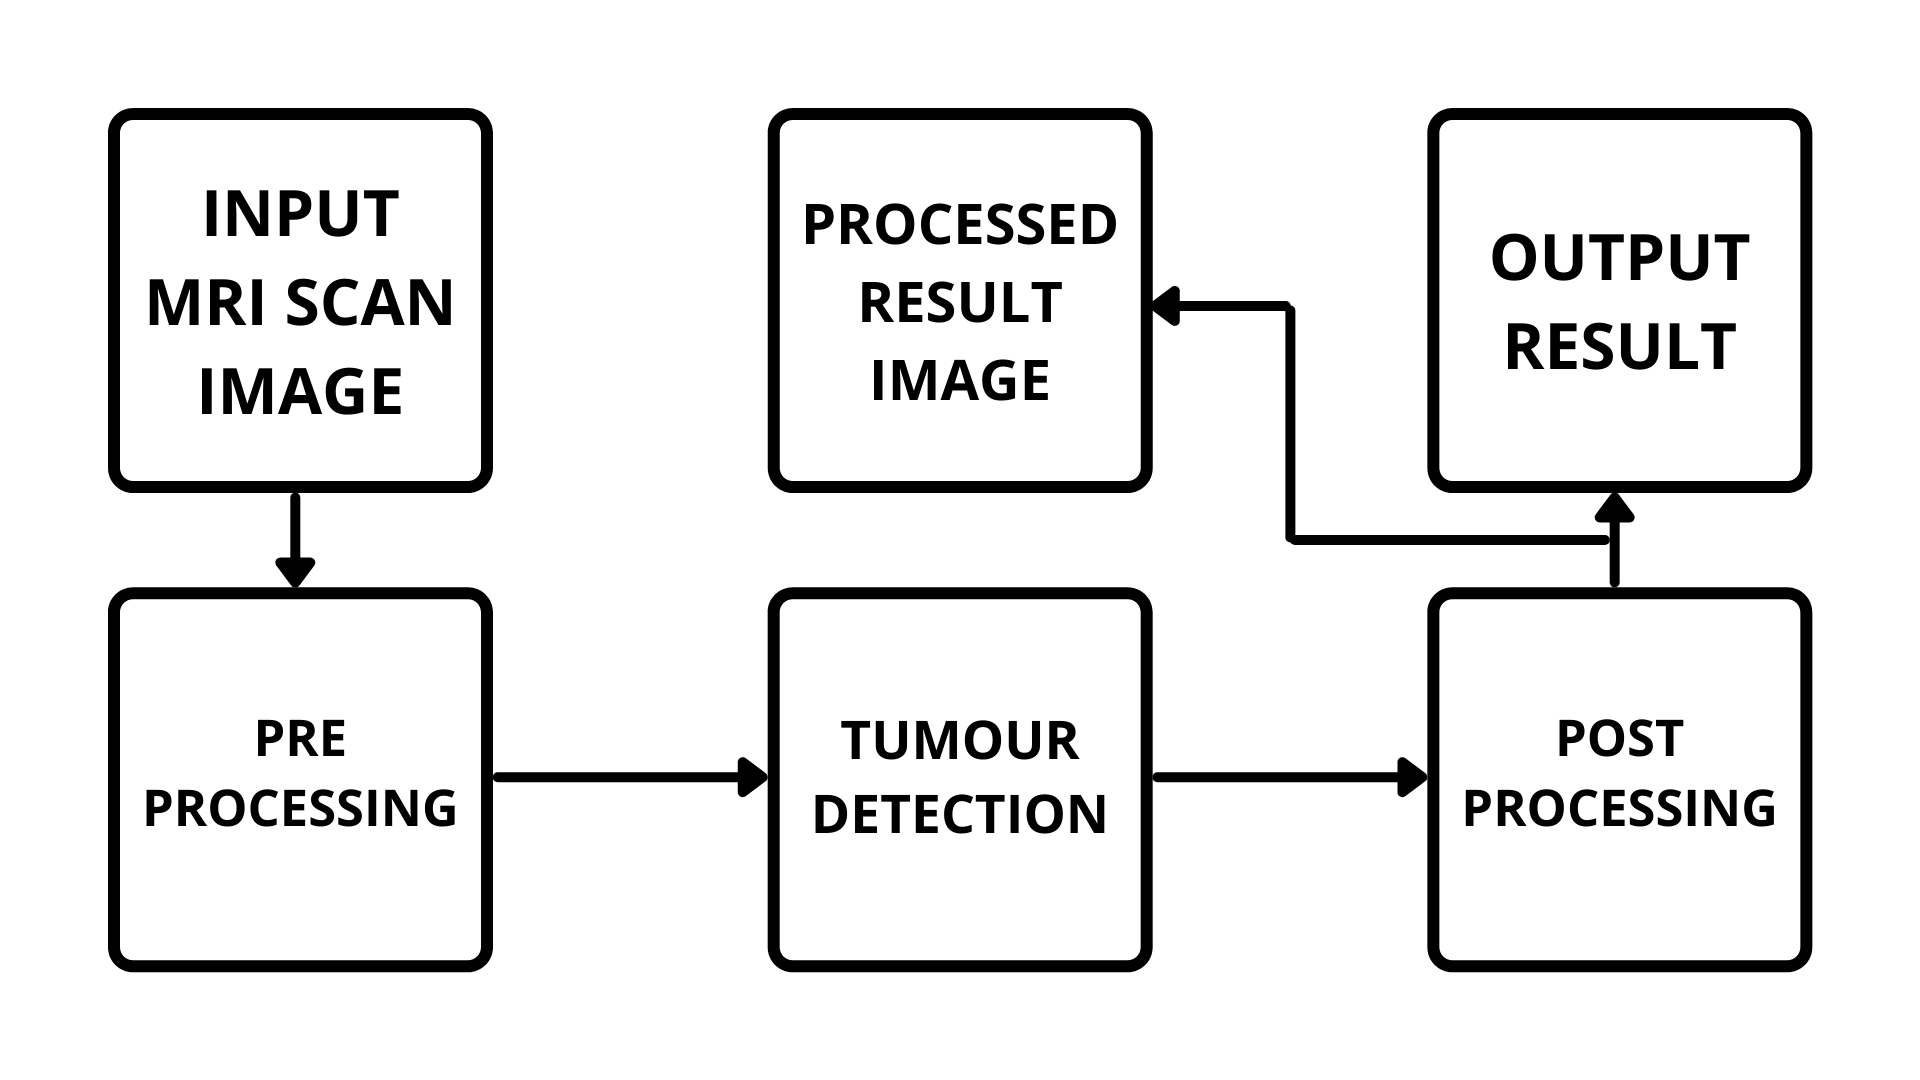 INPUT
MRI SCAN
IMAGE
PROCESSED
RESULT
IMAGE
OUTPUT
RESULT
PRE
PROCESSING
TUMOUR
DETECTION
POST
PROCESSING